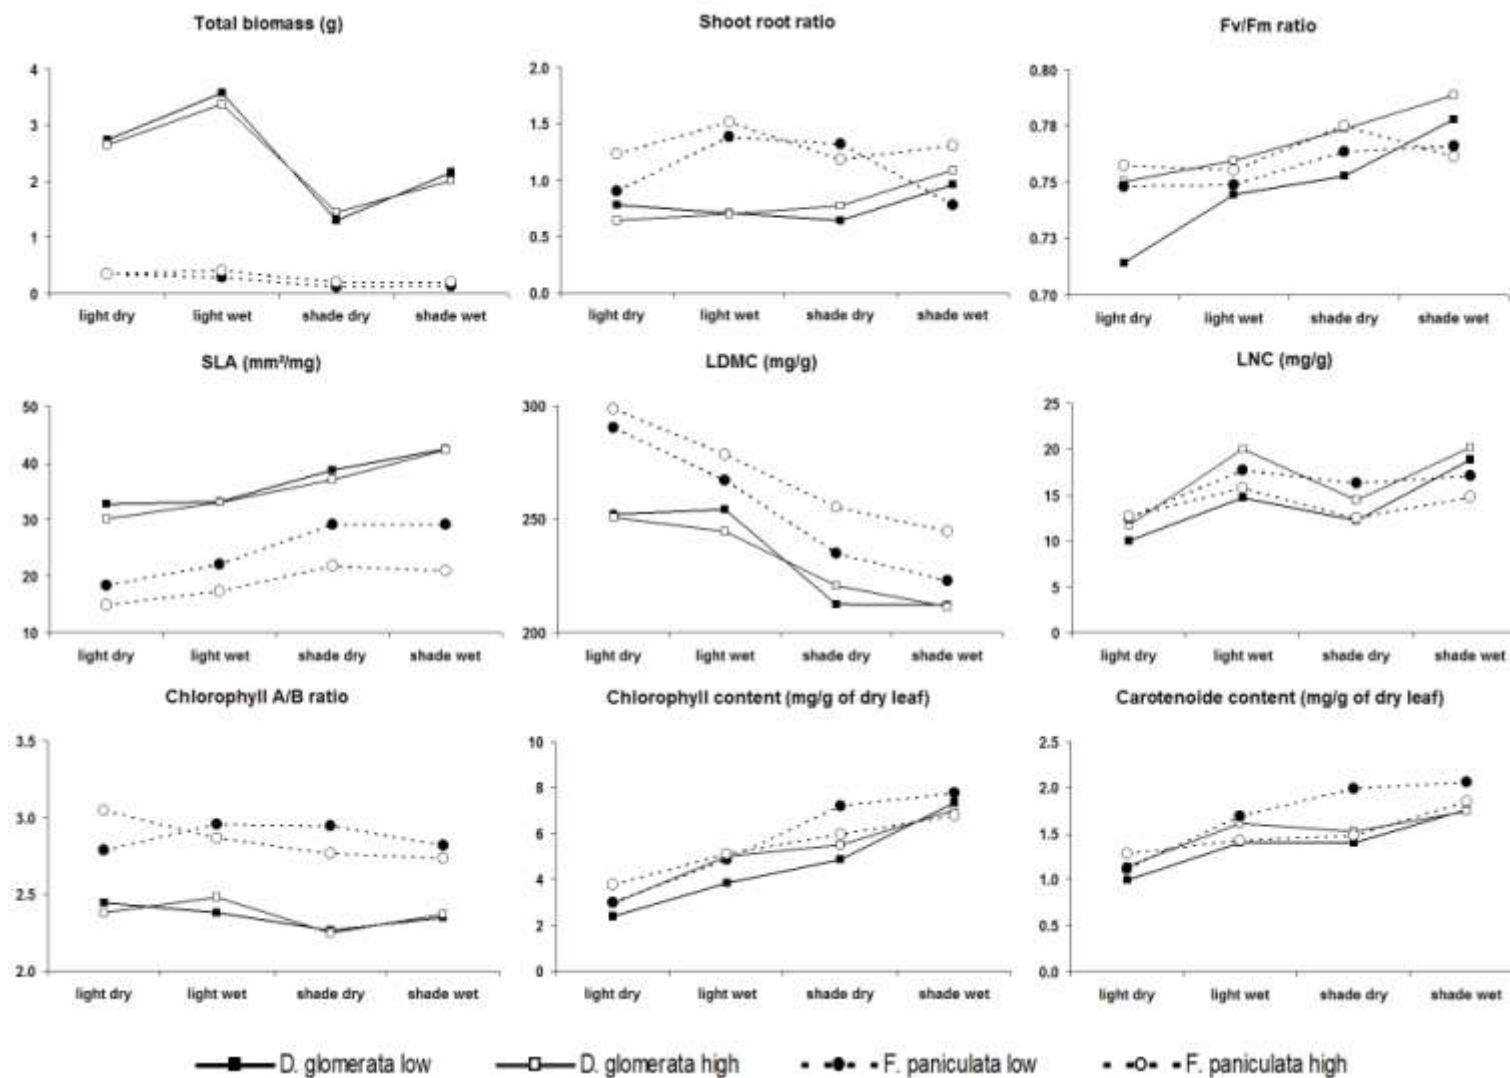 Total biomass (g)
4
3
2
1
0
light dry light wet shade dry shade wet
Shoot root ratio
2.0
1.5
1.0
0.5
0.0
light dry light wet shade dry shade wet
Fv/Fm ratio
0.80
0.78
0.75
0.73
0.70
light dry light wet shade dry shade wet
SLA (mm²/mg)
50
40
30
20
10
light dry light wet shade dry shade wet
LDMC (mg/g)
300
250
200
light dry light wet shade dry shade wet
LNC (mg/g)
25
20
15
10
5
0
light dry light wet shade dry shade wet
Chlorophyll A/B ratio
3.5
3.0
2.5
2.0
light dry light wet shade dry shade wet
Chlorophyll content (mg/g of dry leaf)
10
8
6
4
2
0
light dry light wet shade dry shade wet
Carotenoide content (mg/g of dry leaf)
2.5
2.0
1.5
1.0
0.5
0.0
light dry light wet shade dry shade wet
D. glomerata low D. glomerata high F. paniculata low F. paniculata high